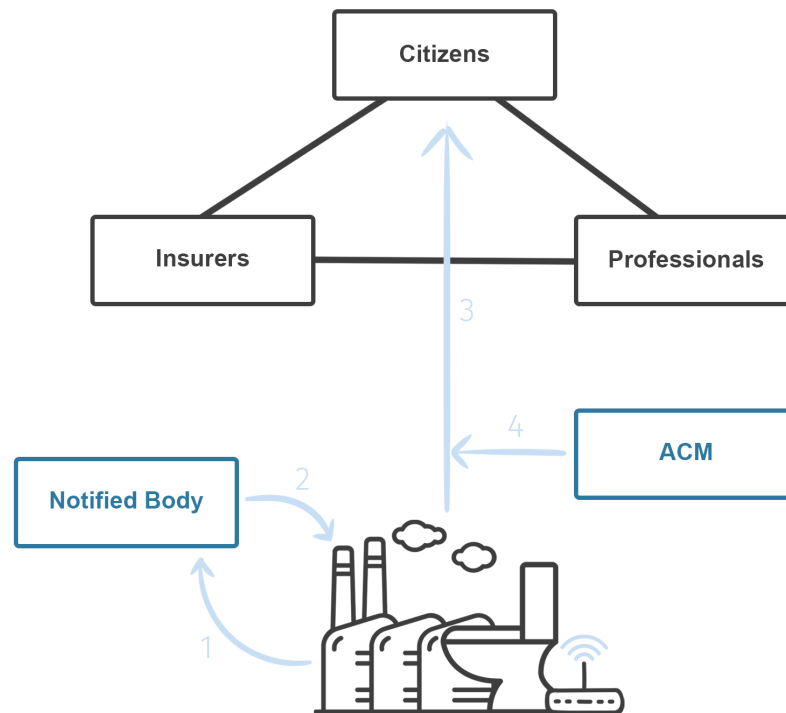 Citizens
Insurers
Professionals
3
4
ACM
2
Notified Body
1